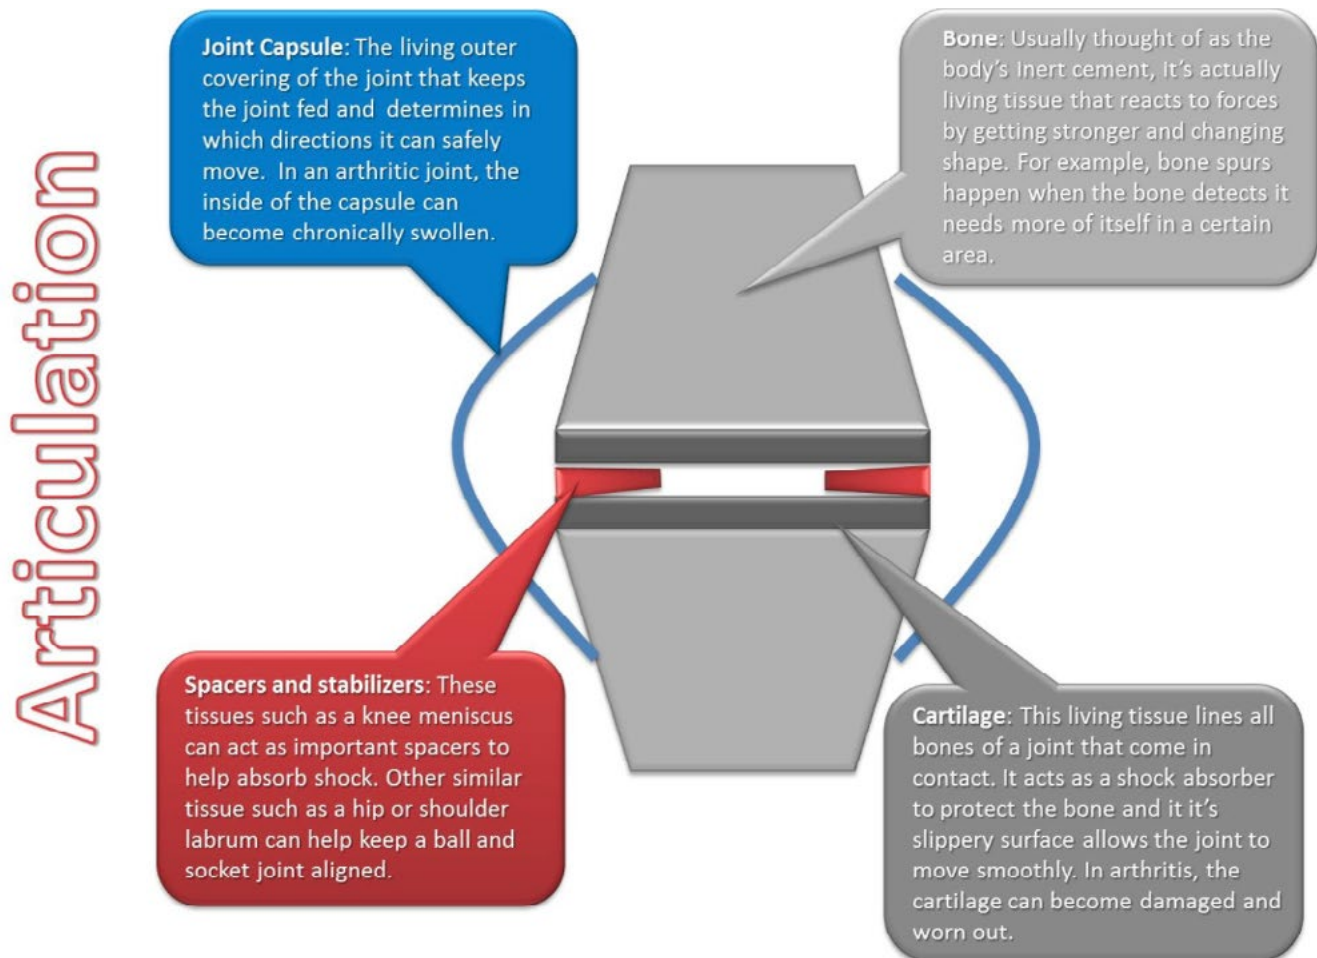 Articulation
Joint Capsule: The living outer
covering of the joint that keeps
the joint fed and determines in
which directions it can safely
move. In an arthritic joint, the
inside of the capsule can
become chronically swollen.
Bone: Usually thought of as the
body’s Inert cement, It’s actually
living tissue that reacts to forces
by getting stronger and changing
shape. For example, bone spurs
happen when the bone detects it
needs more of itself in a certain
area.
Spacers and stabilizers: These
tissues such as a knee meniscus
can act as important spacers to
help absorb shock. Other similar
tissue such as a hip or shoulder
labrum can help keep a ball and
socket joint aligned.
Cartilage: This living tissue lines all
bones of a joint that come in
contact. It acts as a shock absorber
to protect the bone and it it’s
slippery surface allows the joint to
move smoothly. In arthritis, the
cartilage can become damaged and
worn out.